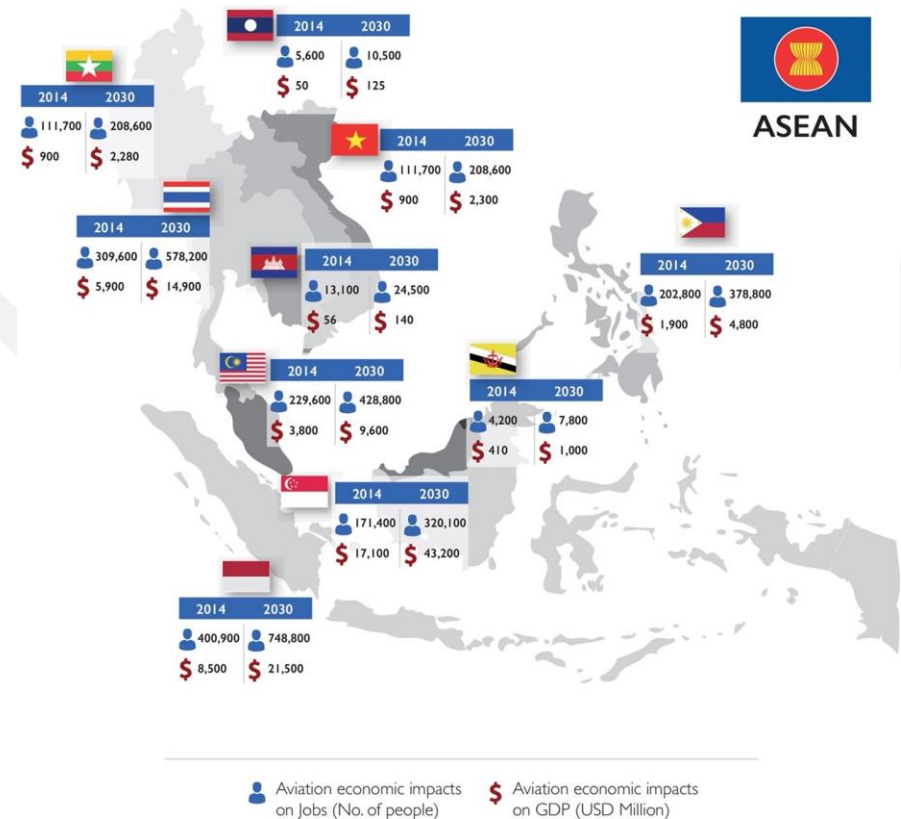 2014 2030
5,600 10,500
$ 50 $ 125
ASEAN
2014 2030
111,700 208,600
$ 900 $ 2,280
2014 2030
111,700 208,600
$ 900 $ 2,300
2014 2030
309,600 578,200
$ 5,900 $ 14,900
2014 2030
202,800 378,800
$ 1,900 $ 4,800
2014 2030
13,100 24,500
$ 56 $ 140
2014 2030
229,600 428,800
$ 3,800 $ 9,600
2014 2030
4,200 7,800
$ 410 $ 1,000
2014 2030
171,400 320,100
$ 17,100 $ 43,200
2014 2030
400,900 748,800
$ 8,500 $ 21,500
Aviation economic impacts
on Jobs (No. of people)
$ Aviation economic impacts
on GDP (USD Million)